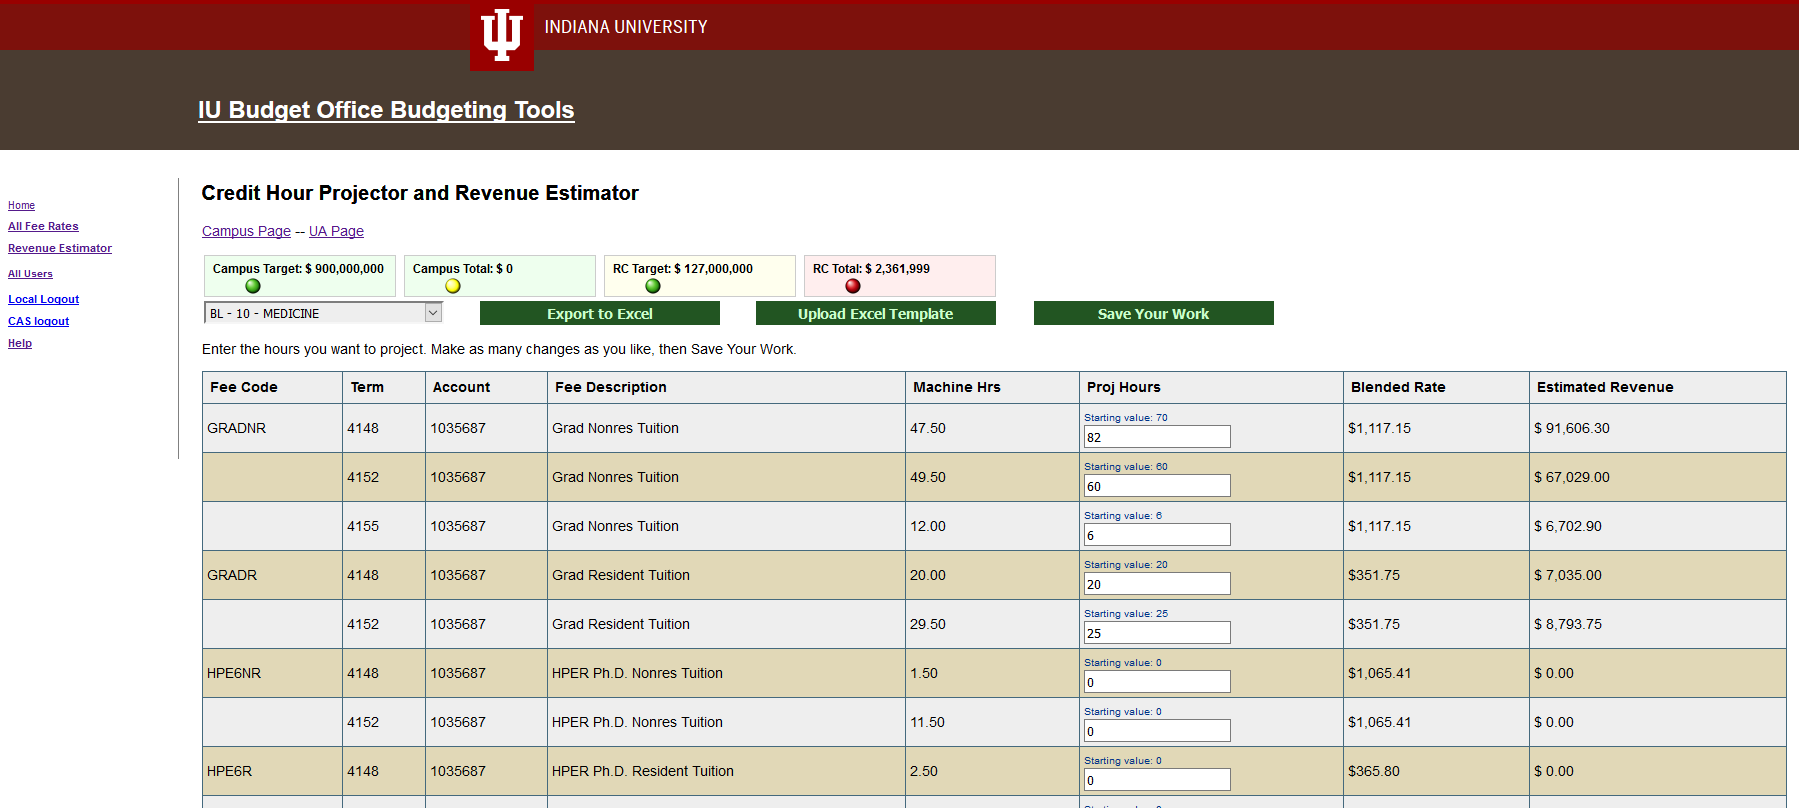 INDIANA UNIVERSITY
IU Budget Office Budgeting Tools
Home
All Fee Rates
Revenue Estimator
All Users
Local Logout
CAS logout
Help
Credit Hour Projector and Revenue Estimator
Campus Page -- UA Page
Campus Target: $ 900,000,000 Campus Total: $ 0 RC Target: $ 127,000,000 RC Total: $ 2,361,999
BL - 10 - MEDICINE Export to Excel Upload Excel Template Save Your Work
Enter the hours you want to project. Make as many changes as you like, then Save Your Work.
Fee Code Term Account Fee Description Machine Hrs Proj Hours Blended Rate Estimated Revenue
Starting value: 70
GRADNR 4148 1035687 Grad Nonres Tuition 47.50 82 $1,117.15 $ 91,606.30
Starting value: 60
4152 1035687 Grad Nonres Tuition 49.50 60 $1,117.15 $ 67,029.00
Starting value: 6
4155 1035687 Grad Nonres Tuition 12.00 6 $1,117.15 $ 6,702.90
Starting value: 20
GRADR 4148 1035687 Grad Resident Tuition 20.00 20 $351.75 $ 7,035.00
Starting value: 25
4152 1035687 Grad Resident Tuition 29.50 25 $351.75 $ 8,793.75
Starting value: 0
HPE6NR 4148 1035687 HPER Ph.D. Nonres Tuition 1.50 0 $1,065.41 $ 0.00
Starting value: 0
4152 1035687 HPER Ph.D. Nonres Tuition 11.50 0 $1,065.41 $ 0.00
Starting value: 0
HPE6R 4148 1035687 HPER Ph.D. Resident Tuition 2.50 0 $365.80 $ 0.00